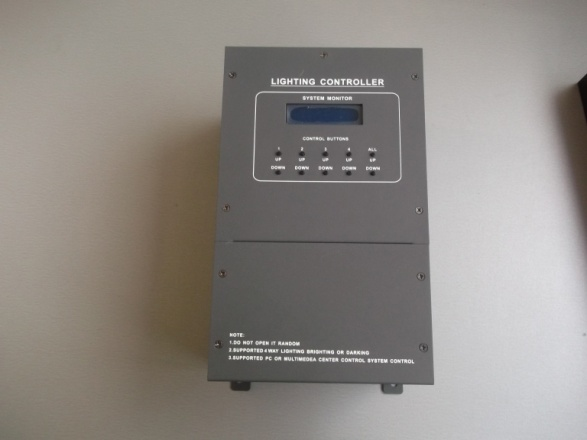 LIGHTING CONTROLLER
SYSTEM MONITOR
CONTROL BUTTONS
1 2 3 4 ALL
UP UP UP UP UP
DOWN DOWN DOWN DOWN DOWN
NOTE:
1.DO NOT OPEN IT RANDOM
2.SUPPORTED 4 WAY LIGHTING BRIGHTING OR DARKING
3.SUPPORTED PC OR MULTIMEDEA CENTER CONTROL SYSTEM CONTROL